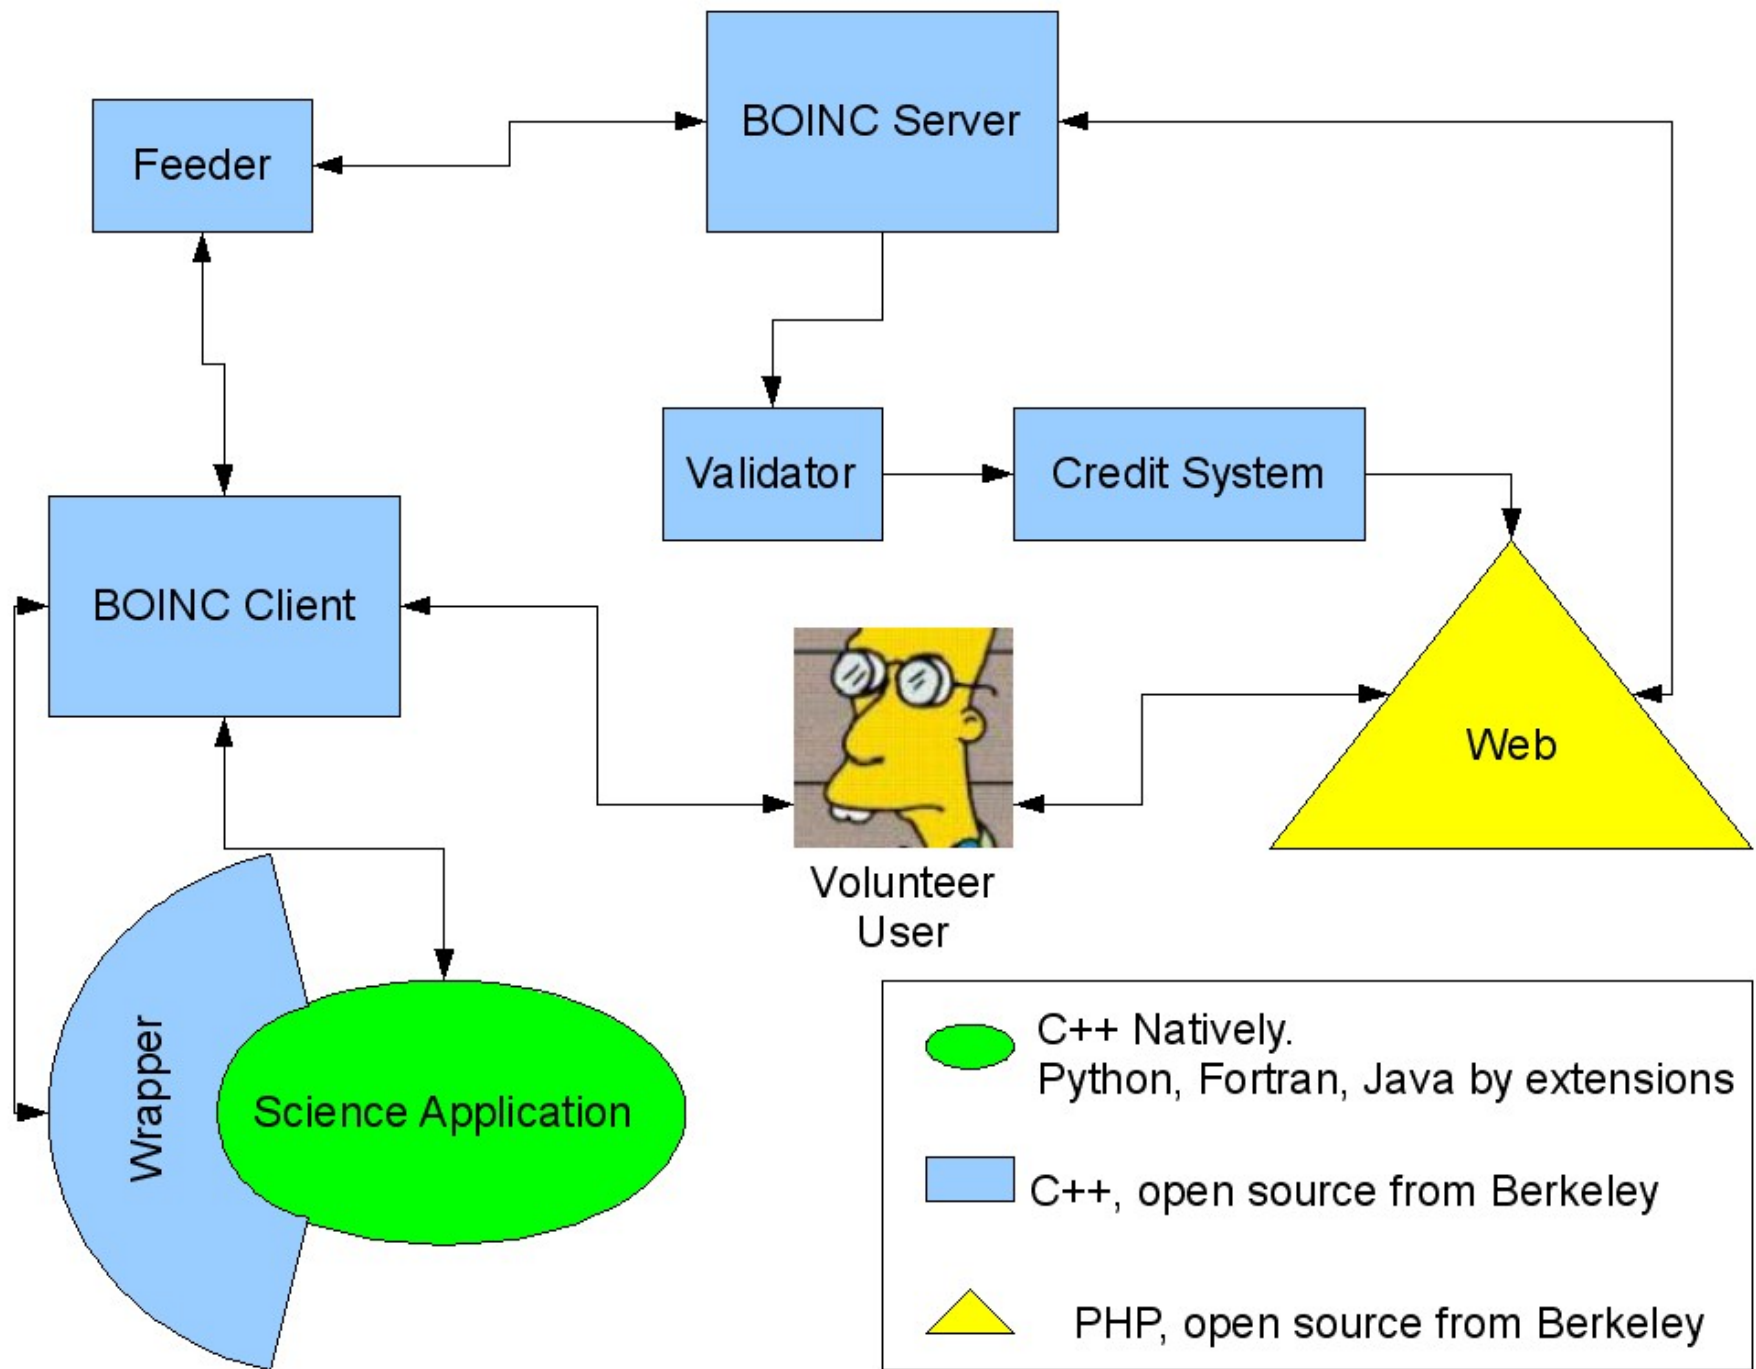 BOINC Server
Feeder
Validator
Credit System
BOINC Client
Web
Volunteer
User
Wrapper
Science Application
C++ Natively.
Python, Fortran, Java by extensions
C++, open source from Berkeley
PHP, open source from Berkeley